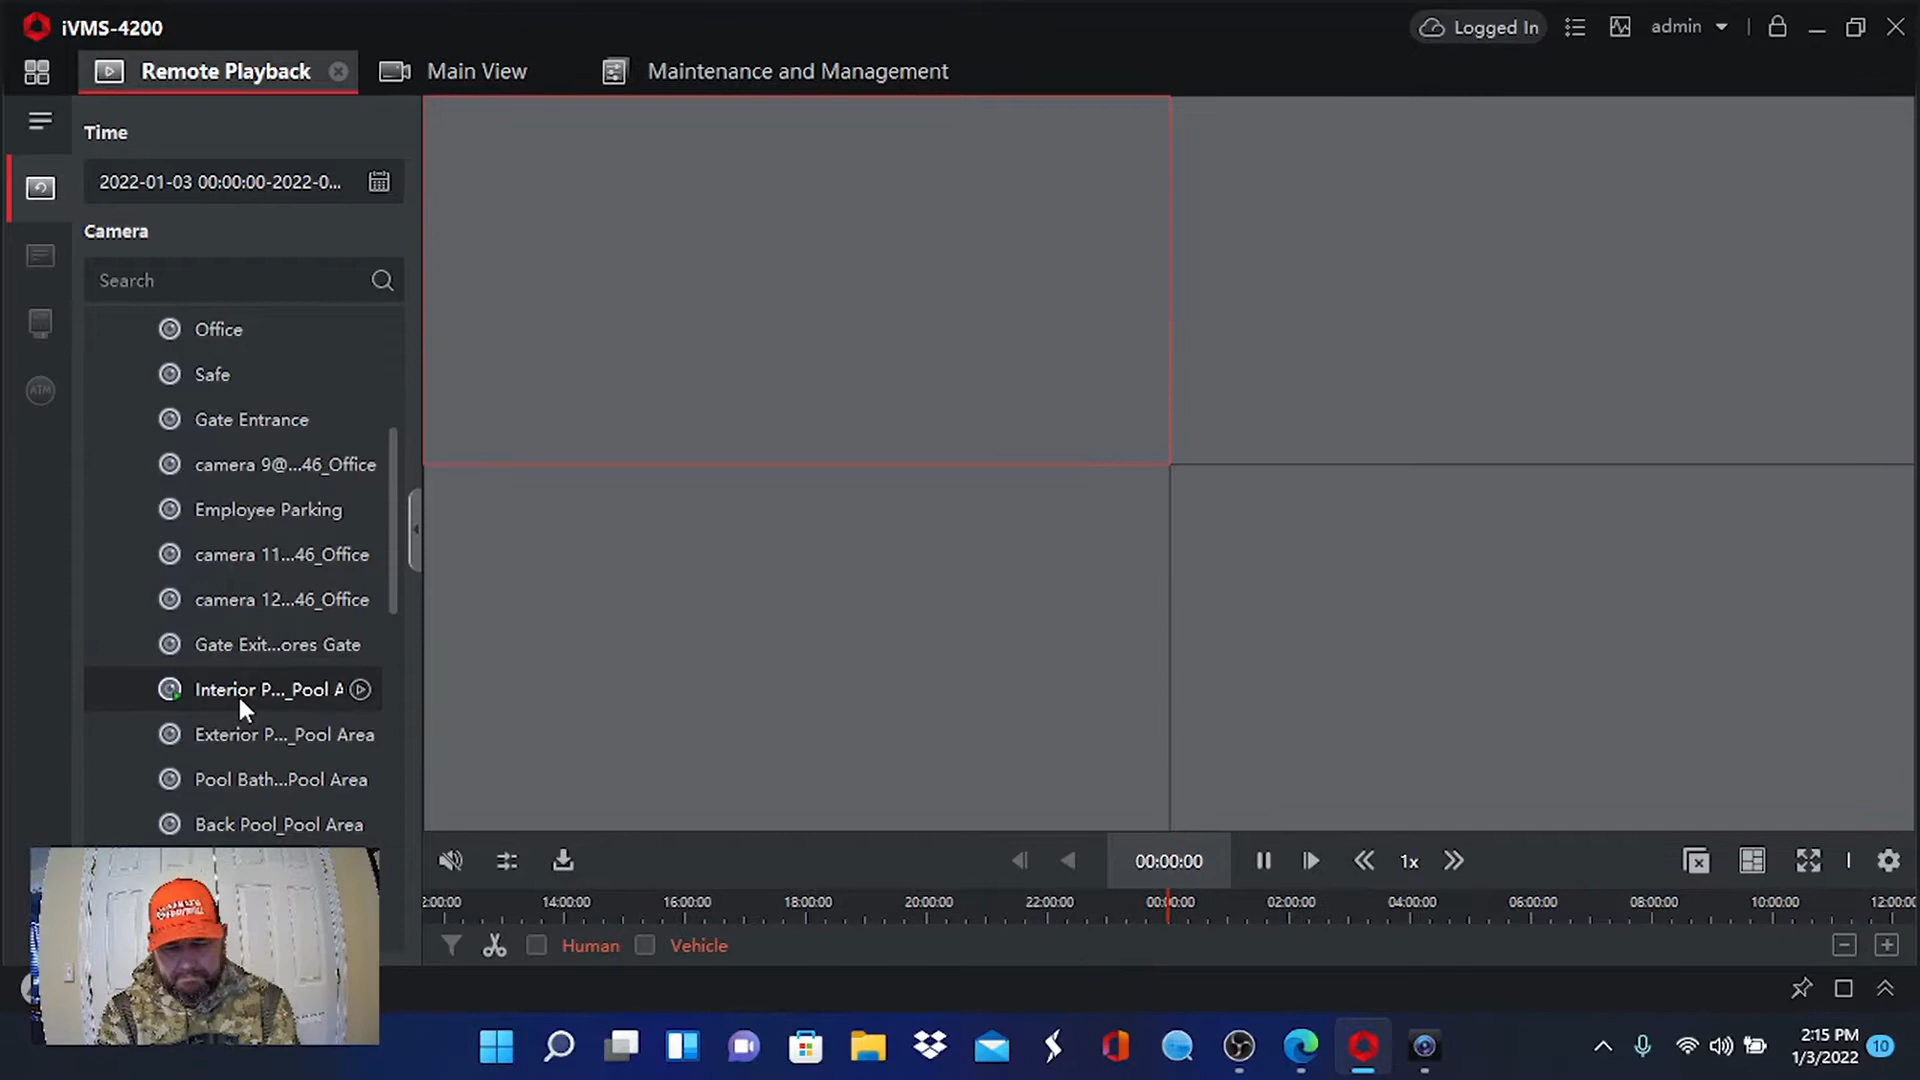 iVMS-4200
Logged In
admin
Remote Playback
Main View
Maintenance and Management
Time
2022-01-03 00:00:00-2022-0...
Camera
Search
Office
Safe
Gate Entrance
camera 9@...46_Office
Employee Parking
camera 11...46_Office
camera 12...46_Office
Gate Exit...ores Gate
Interior P..._Pool A
Exterior P..._Pool Area
Pool Bath...Pool Area
Back Pool_Pool Area
ATM
00:00:00
1x
2:00:00 14:00:00 16:00:00 18:00:00 20:00:00 22:00:00 00:00:00 02:00:00 04:00:00 06:00:00 08:00:00 10:00:00 12:00:00
Human
Vehicle
2:15 PM
1/3/2022
10